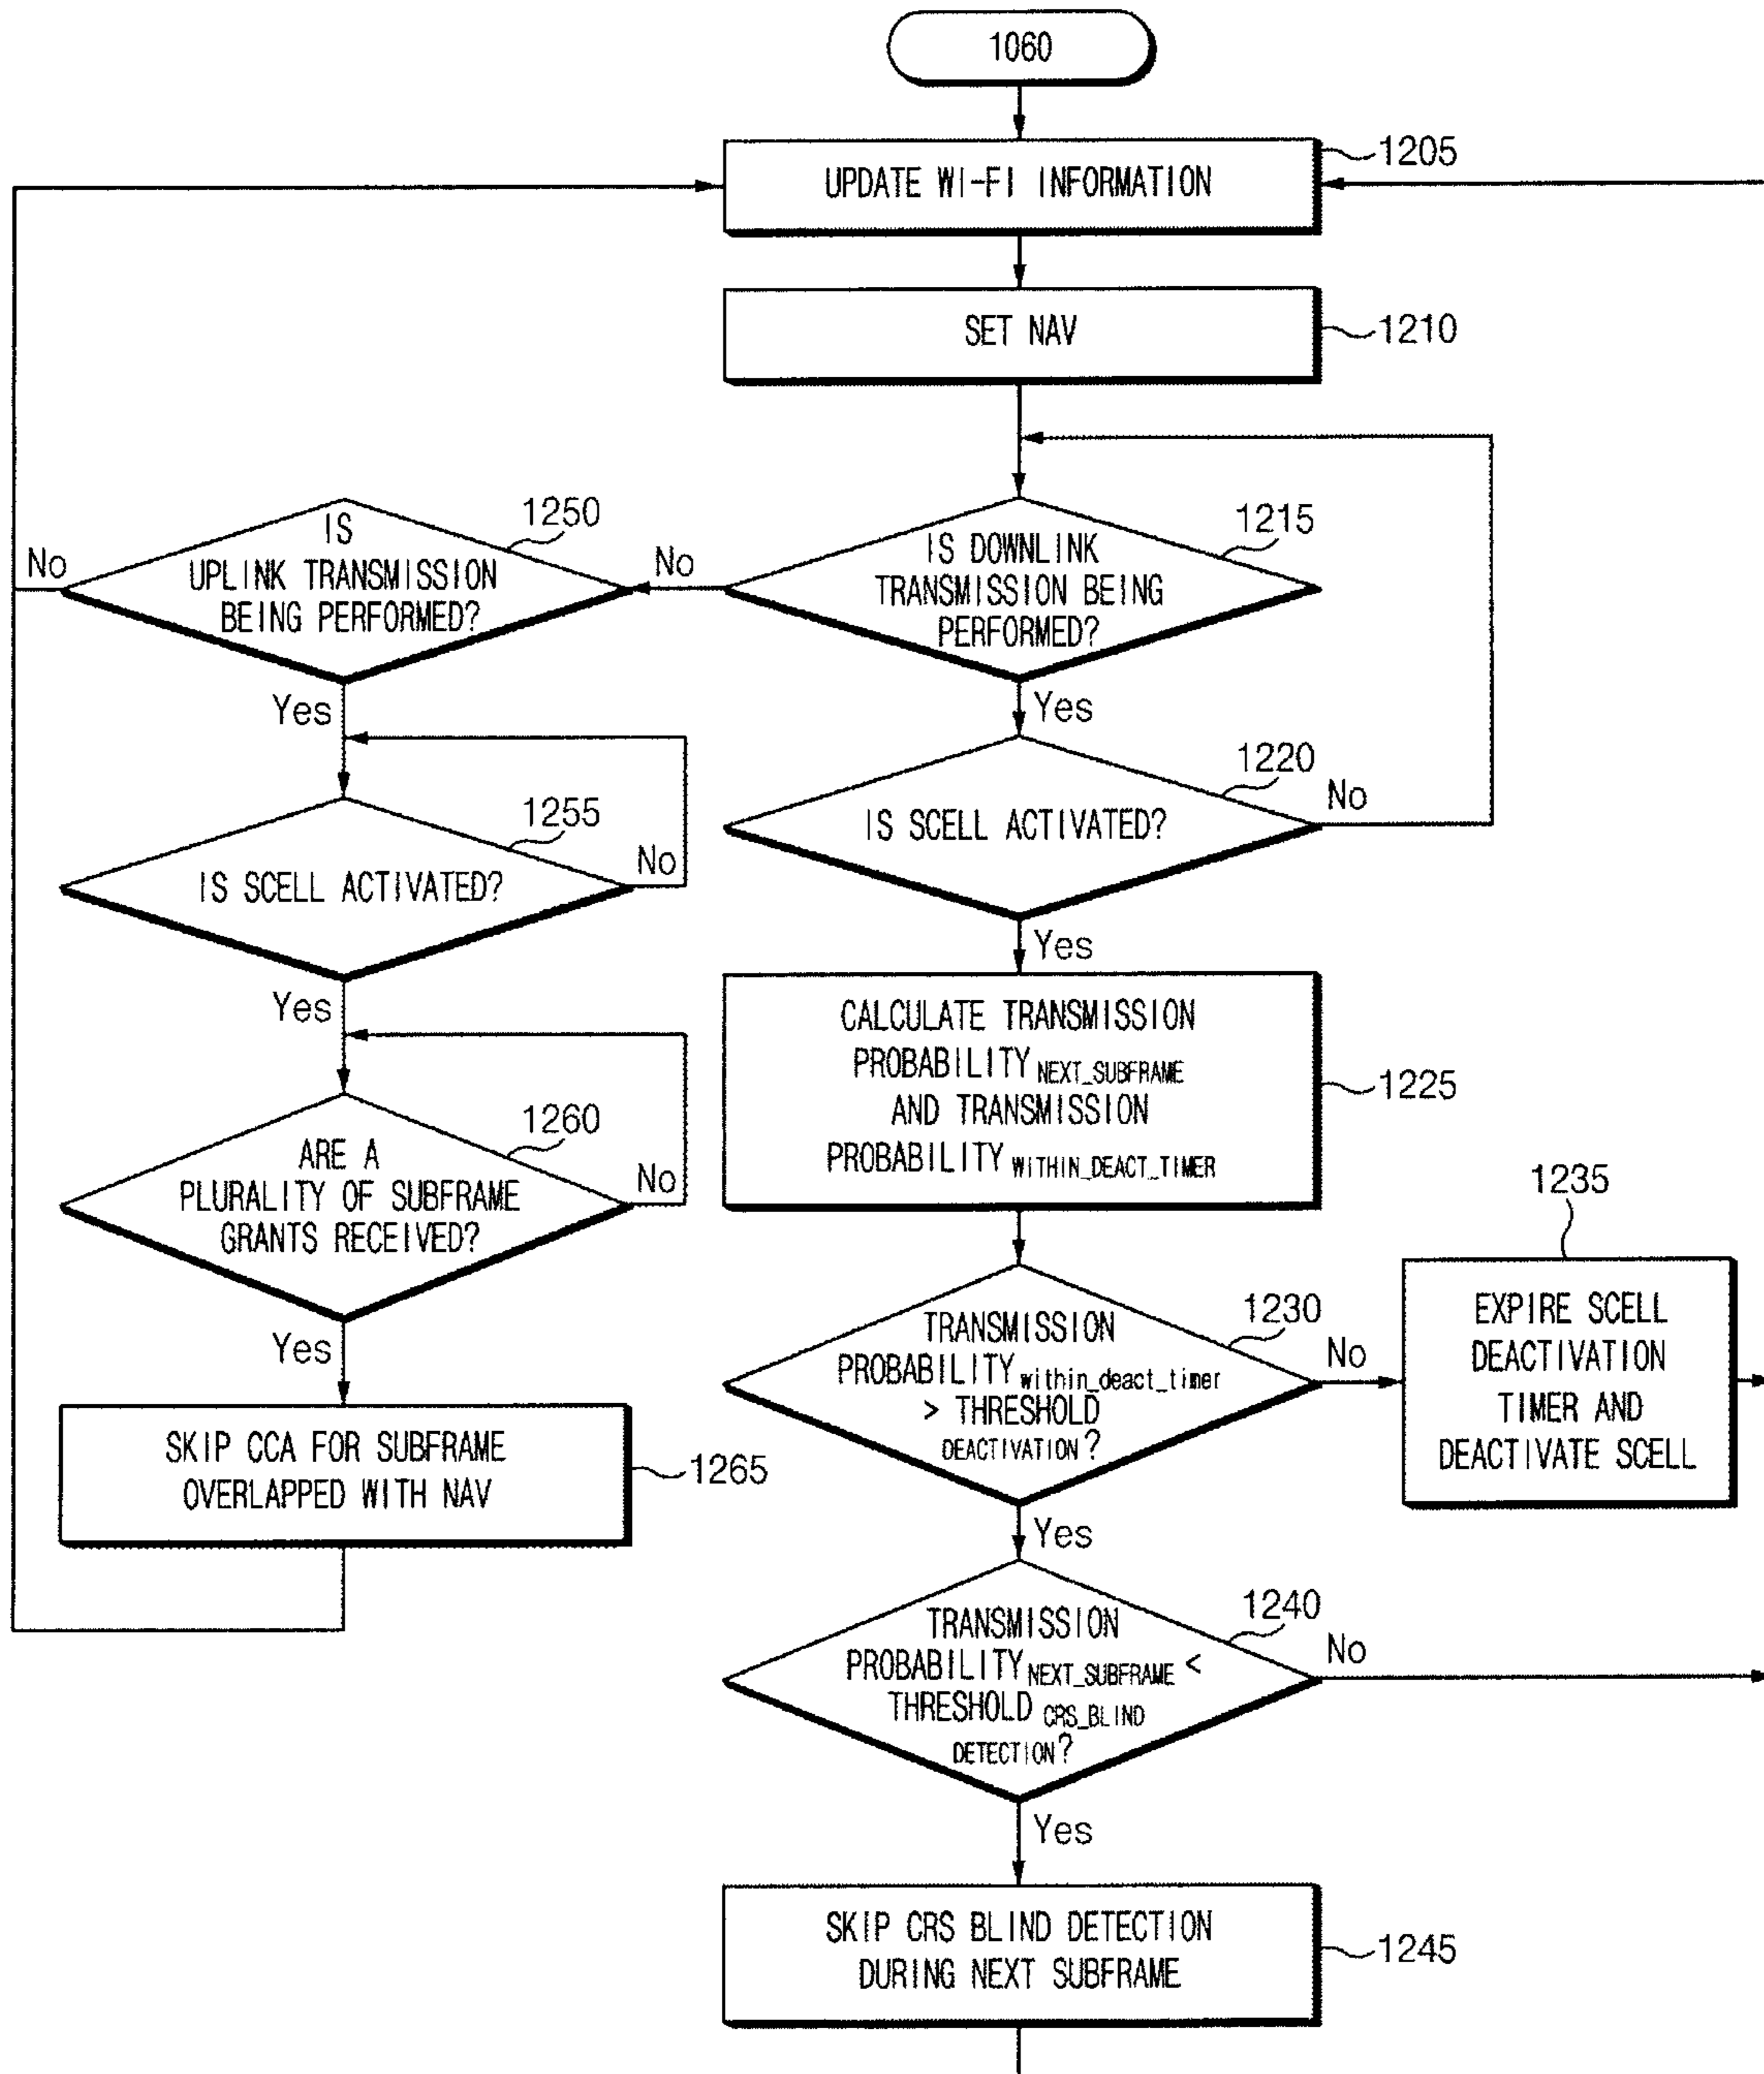 1060
UPDATE WI-FI INFORMATION
1205
SET NAV
1210
IS DOWNLINK
TRANSMISSION BEING
PERFORMED?
1215
Yes
No
IS
UPLINK TRANSMISSION
BEING PERFORMED?
1250
No
Yes
IS SCELL ACTIVATED?
1255
No
Yes
ARE A
PLURALITY OF SUBFRAME
GRANTS RECEIVED?
1260
No
Yes
SKIP CCA FOR SUBFRAME
OVERLAPPED WITH NAV
1265
IS SCELL ACTIVATED?
1220
No
Yes
CALCULATE TRANSMISSION
PROBABILITY NEXT_SUBFRAME
AND TRANSMISSION
PROBABILITY WITHIN_DEACT_TIMER
1225
TRANSMISSION
PROBABILITY within_deact_timer
> THRESHOLD
DEACTIVATION?
1230
No
Yes
1235
EXPIRE SCELL
DEACTIVATION
TIMER AND
DEACTIVATE SCELL
TRANSMISSION
PROBABILITY NEXT_SUBFRAME <
THRESHOLD CRS_BLIND
DETECTION?
1240
No
Yes
SKIP CRS BLIND DETECTION
DURING NEXT SUBFRAME
1245